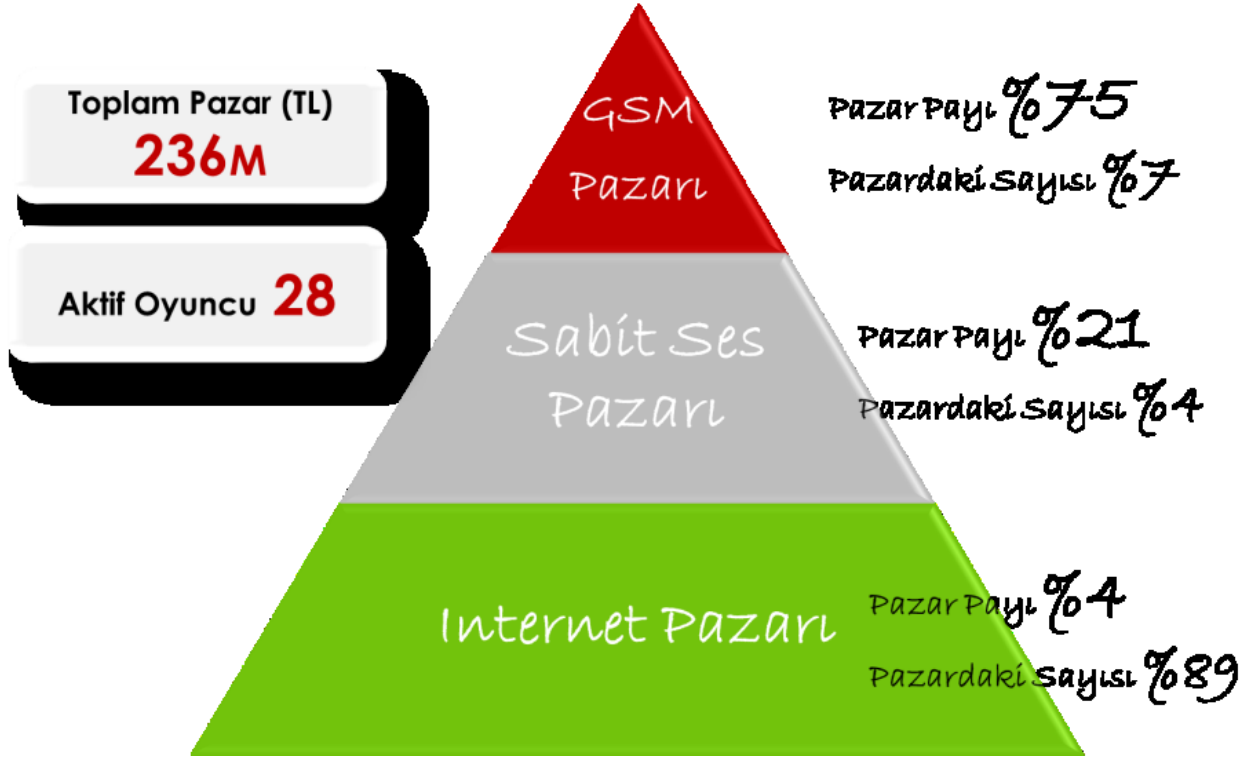 Toplam Pazar (TL)
236M
Aktif Oyuncu 28
GSM
Pazarı
Pazar Payı %75
Pazardaki Sayısı %7
Sabit Ses
Pazarı
Pazar Payı %21
Pazardaki Sayısı %4
Internet Pazarı
Pazar Payı %4
Pazardaki Sayısı %89